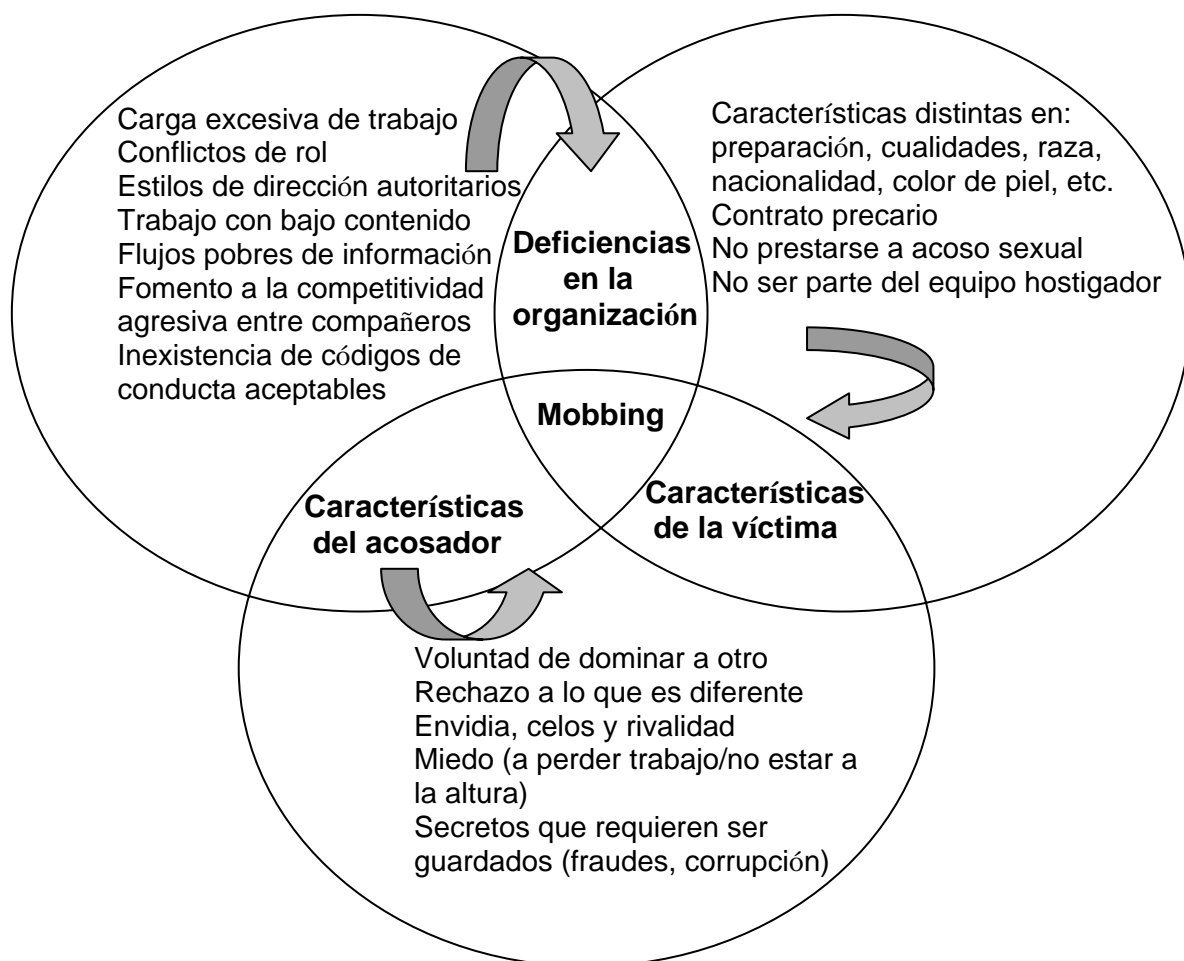 Carga excesiva de trabajo
Conflictos de rol
Estilos de dirección autoritarios
Trabajo con bajo contenido
Flujos pobres de información
Fomento a la competitividad
agresiva entre compañeros
Inexistencia de códigos de
conducta aceptables
Características distintas en:
preparación, cualidades, raza,
nacionalidad, color de piel, etc.
Contrato precario
No prestarse a acoso sexual
No ser parte del equipo hostigador
Deficiencias
en la
organización
Mobbing
Características
del acosador
Características
de la víctima
Voluntad de dominar a otro
Rechazo a lo que es diferente
Envidia, celos y rivalidad
Miedo (a perder trabajo/no estar a
la altura)
Secretos que requieren ser
guardados (fraudes, corrupción)